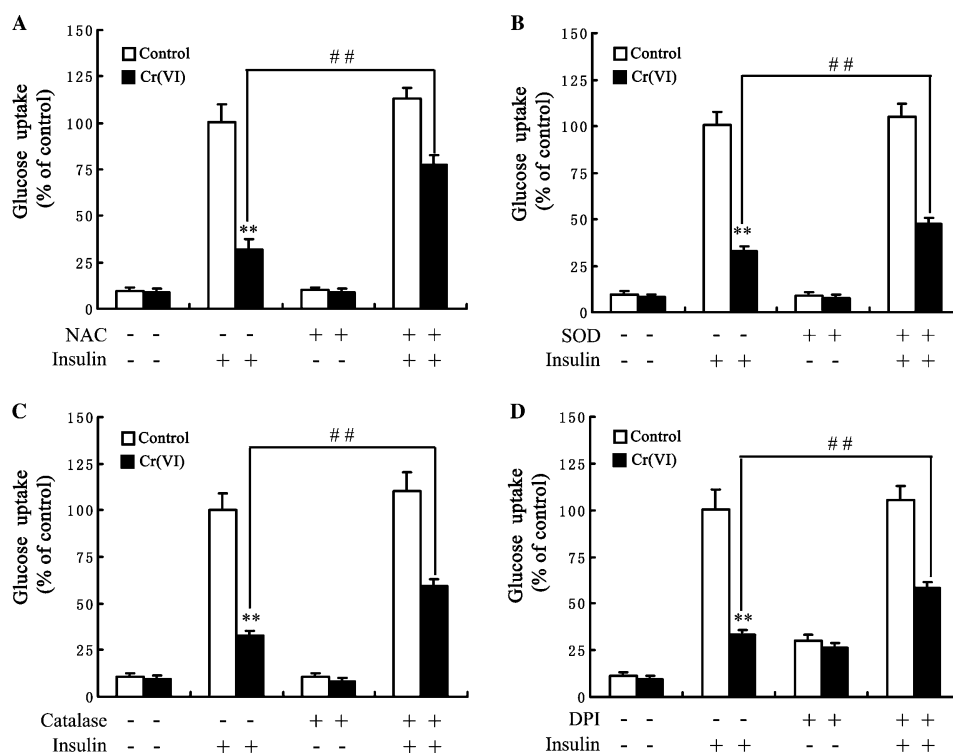 A
Control
Cr(VI)
# #
**
Glucose uptake
(% of control)
150
125
100
75
50
25
0
NAC - - - - + + + +
Insulin - - + + - - + +
B
Control
Cr(VI)
# #
**
Glucose uptake
(% of control)
150
125
100
75
50
25
0
SOD - - - - + + + +
Insulin - - + + - - + +
C
Control
Cr(VI)
# #
**
Glucose uptake
(% of control)
150
125
100
75
50
25
0
Catalase - - - - + + + +
Insulin - - + + - - + +
D
Control
Cr(VI)
# #
**
Glucose uptake
(% of control)
150
125
100
75
50
25
0
DPI - - - - + + + +
Insulin - - + + - - + +